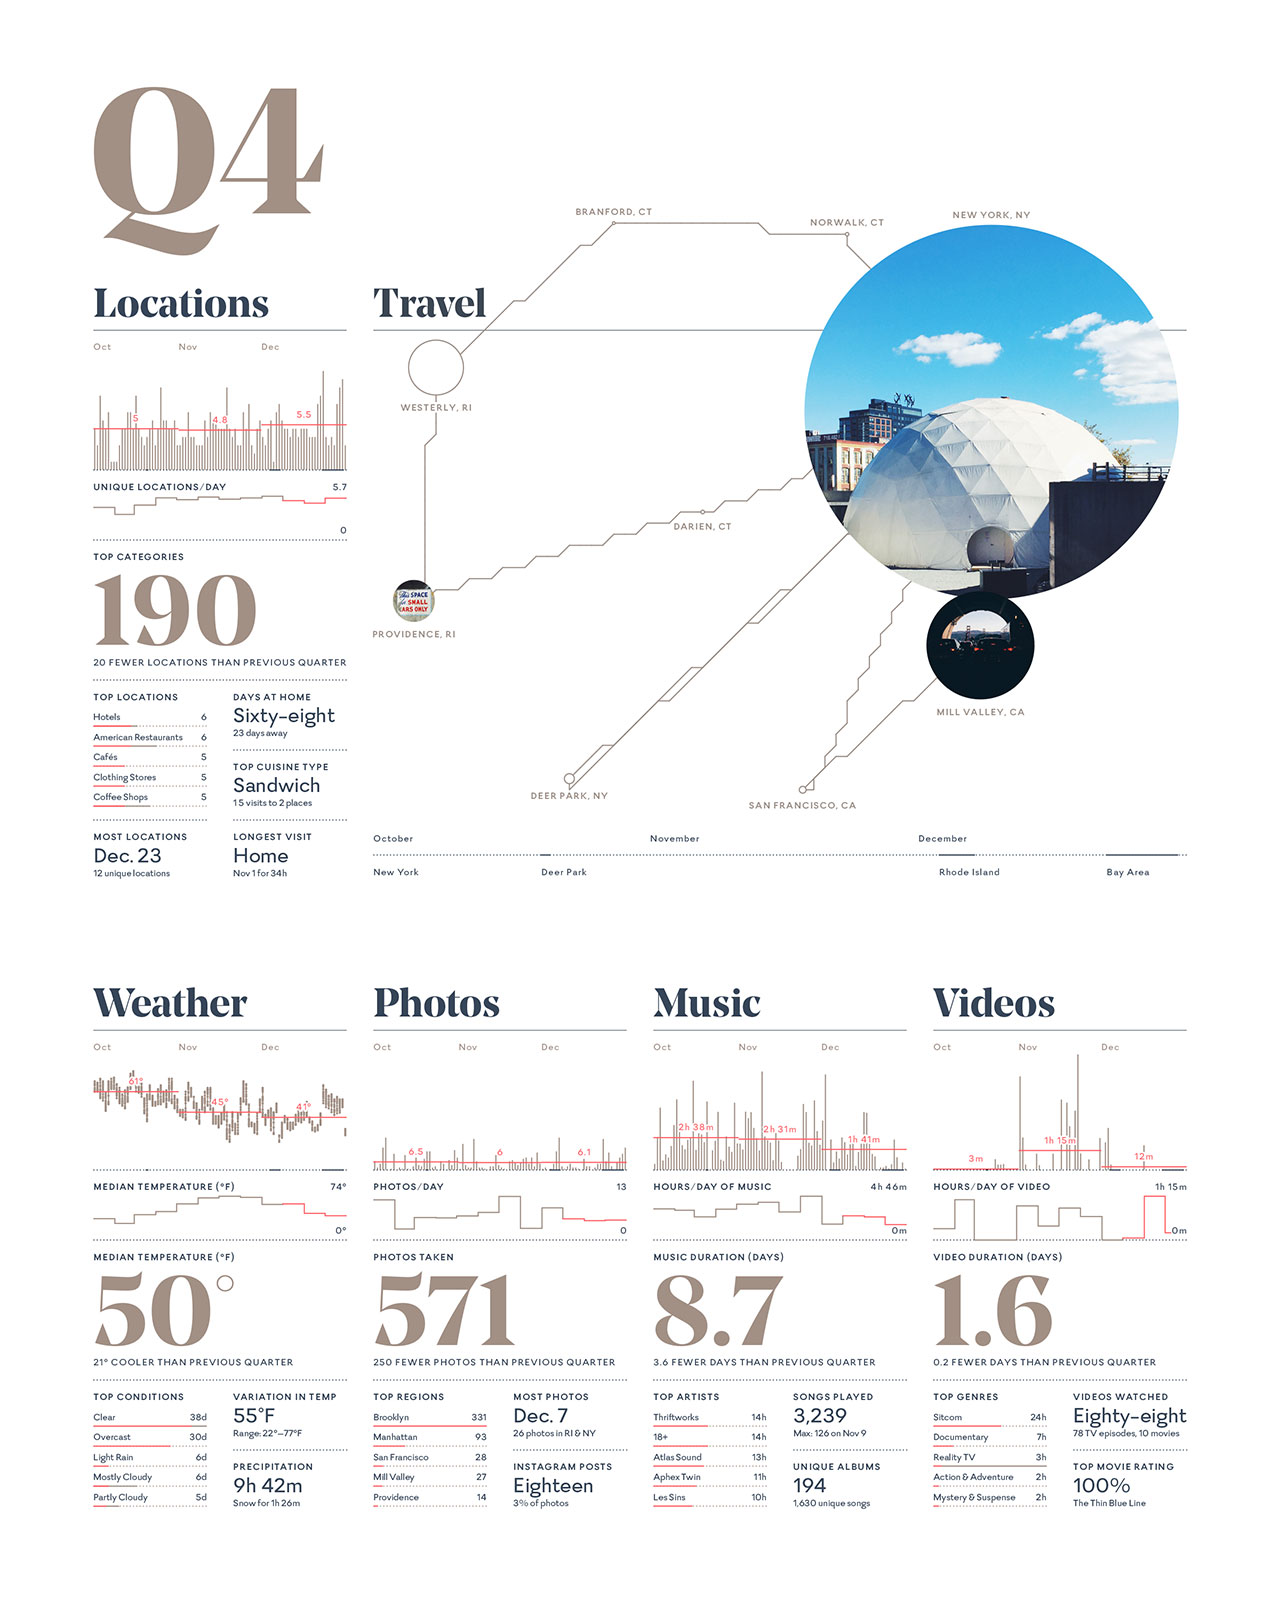 Q4
Locations
Oct Nov Dec
5 4.8 5.5
UNIQUE LOCATIONS/DAY 5.7
0
TOP CATEGORIES
190
20 FEWER LOCATIONS THAN PREVIOUS QUARTER
TOP LOCATIONS
Hotels 6
American Restaurants 6
Cafés 5
Clothing Stores 5
Coffee Shops 5
DAYS AT HOME
Sixty-eight
23 days away
TOP CUISINE TYPE
Sandwich
15 visits to 2 places
MOST LOCATIONS
Dec. 23
12 unique locations
LONGEST VISIT
Home
Nov 1 for 34h
Travel
BRANFORD, CT
NORWALK, CT
NEW YORK, NY
WESTERLY, RI
DARIEN, CT
This SPACE
for SMALL
CARS ONLY
PROVIDENCE, RI
MILL VALLEY, CA
DEER PARK, NY
SAN FRANCISCO, CA
October November December
New York Deer Park Rhode Island Bay Area
Weather
Oct Nov Dec
61° 45° 41°
MEDIAN TEMPERATURE (°F) 74°
0°
MEDIAN TEMPERATURE (°F)
50°
21° COOLER THAN PREVIOUS QUARTER
TOP CONDITIONS
Clear 38d
Overcast 30d
Light Rain 6d
Mostly Cloudy 6d
Partly Cloudy 5d
VARIATION IN TEMP
55°F
Range: 22°–77°F
PRECIPITATION
9h 42m
Snow for 1h 26m
Photos
Oct Nov Dec
6.5 6 6.1
PHOTOS/DAY 13
0
PHOTOS TAKEN
571
250 FEWER PHOTOS THAN PREVIOUS QUARTER
TOP REGIONS
Brooklyn 331
Manhattan 93
San Francisco 28
Mill Valley 27
Providence 14
MOST PHOTOS
Dec. 7
26 photos in RI & NY
INSTAGRAM POSTS
Eighteen
3% of photos
Music
Oct Nov Dec
2h 38m 2h 31m 1h 41m
HOURS/DAY OF MUSIC 4h 46m
0m
MUSIC DURATION (DAYS)
8.7
3.6 FEWER DAYS THAN PREVIOUS QUARTER
TOP ARTISTS
Thriftworks 14h
18+ 14h
Atlas Sound 13h
Aphex Twin 11h
Les Sins 10h
SONGS PLAYED
3,239
Max: 126 on Nov 9
UNIQUE ALBUMS
194
1,630 unique songs
Videos
Oct Nov Dec
3m 1h 15m 12m
HOURS/DAY OF VIDEO 1h 15m
0m
VIDEO DURATION (DAYS)
1.6
0.2 FEWER DAYS THAN PREVIOUS QUARTER
TOP GENRES
Sitcom 24h
Documentary 7h
Reality TV 3h
Action & Adventure 2h
Mystery & Suspense 2h
VIDEOS WATCHED
Eighty-eight
78 TV episodes, 10 movies
TOP MOVIE RATING
100%
The Thin Blue Line